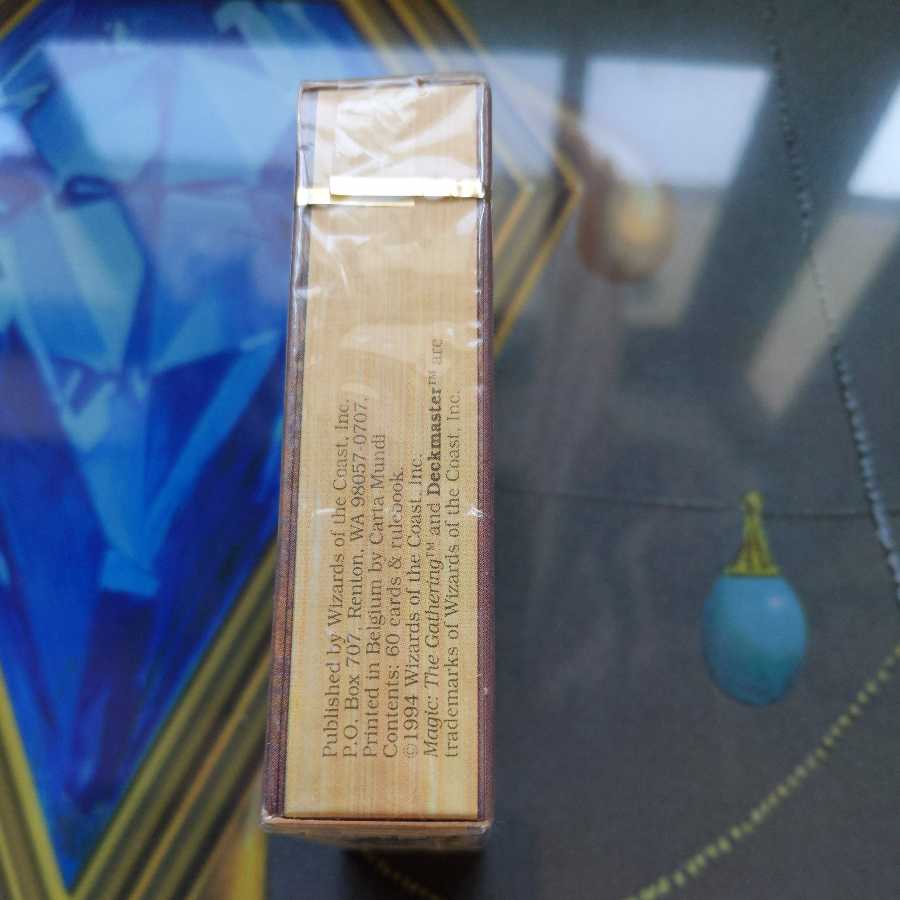 Published by Wizards of the Coast, Inc.
P.O. Box 707, Renton, WA 98057-0707.
Printed in Belgium by Carta Mundi
Contents: 60 cards & rulebook.
©1994 Wizards of the Coast, Inc.
Magic: The Gathering™ and Deckmaster™ are
trademarks of Wizards of the Coast, Inc.